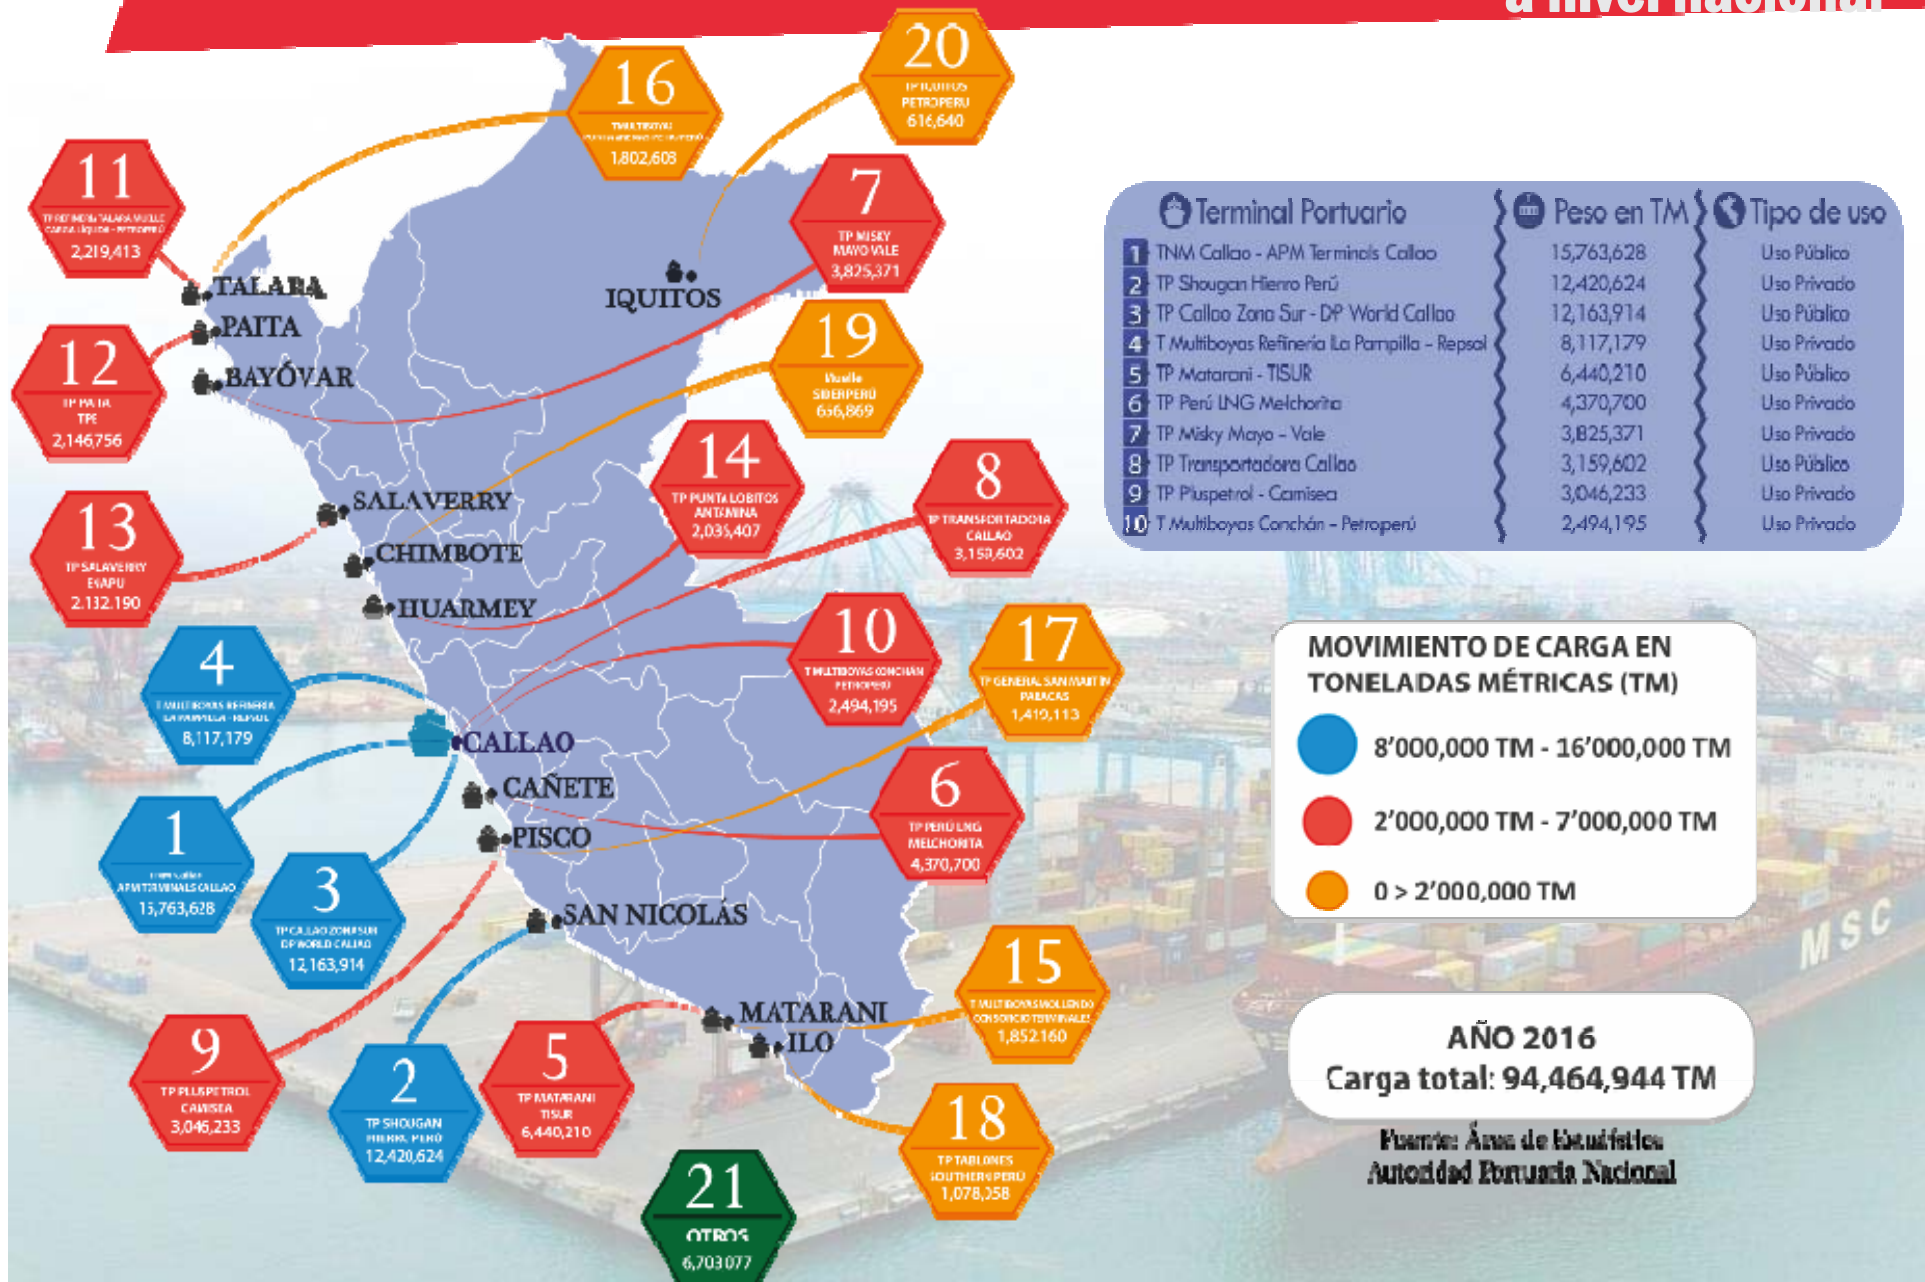 a nivel nacional
20
TP IQUITOS
PETROPERU
616,640
16
TMULTIBOYAS
1,802,603
11
TP REFINERÍA TALARA MUELLE
CARGA LÍQUIDA - PETROPERÚ
2,219,413
7
TP MISKY
MAYO VALE
3,825,371
TALARA
PAITA
BAYÓVAR
IQUITOS
12
TP PAITA
TPE
2,146,756
19
Muelle
SIDERPERÚ
656,869
14
TP PUNTA LOBITOS
ANTAMINA
2,035,407
8
TP TRANSPORTADORA
CALLAO
3,159,602
SALAVERRY
CHIMBOTE
HUARMEY
13
TP SALAVERRY
ENAPU
2.132.190
4
T MULTIBOYAS REFINERÍA
LA PAMPILLA - REPSOL
8,117,179
10
T MULTIBOYAS CONCHÁN
PETROPERÚ
2,494,195
17
TP GENERAL SAN MARTIN
PARACAS
1,419,113
CALLAO
CAÑETE
PISCO
1
TNM Callao
APM TERMINALS CALLAO
15,763,628
3
TP CALLAO ZONA SUR
DP WORLD CALLAO
12,163,914
6
TP PERÚ LNG
MELCHORITA
4,370,700
SAN NICOLÁS
MATARANI
ILO
15
T MULTIBOYAS MOLLENDO
CONSORCIO TERMINALES
1,852.160
9
TP PLUSPETROL
CAMISEA
3,046,233
2
TP SHOUGAN
HIERRO PERÚ
12,420,624
5
TP MATARANI
TISUR
6,440,210
18
TP TABLONES
SOUTHERN PERÚ
21
OTROS
6,703077
Terminal Portuario Peso en TM Tipo de uso
1 TNM Callao - APM Terminals Callao 15,763,628 Uso Público
2 TP Shougan Hierro Perú 12,420,624 Uso Privado
3 TP Callao Zona Sur - DP World Callao 12,163,914 Uso Público
4 T Multiboyas Refinería La Pampilla - Repsol 8,117,179 Uso Privado
5 TP Matarani - TISUR 6,440,210 Uso Público
6 TP Perú LNG Melchorita 4,370,700 Uso Privado
7 TP Misky Mayo - Vale 3,825,371 Uso Privado
8 TP Transportadora Callao 3,159,602 Uso Público
9 TP Pluspetrol - Camisea 3,046,233 Uso Privado
10 T Multiboyas Conchán - Petroperú 2,494,195 Uso Privado
MOVIMIENTO DE CARGA EN
TONELADAS MÉTRICAS (TM)
8'000,000 TM - 16'000,000 TM
2'000,000 TM - 7'000,000 TM
0 > 2'000,000 TM
MSC
AÑO 2016
Carga total: 94,464,944 TM
Fuente: Área de Estadística
Autoridad Portuaria Nacional